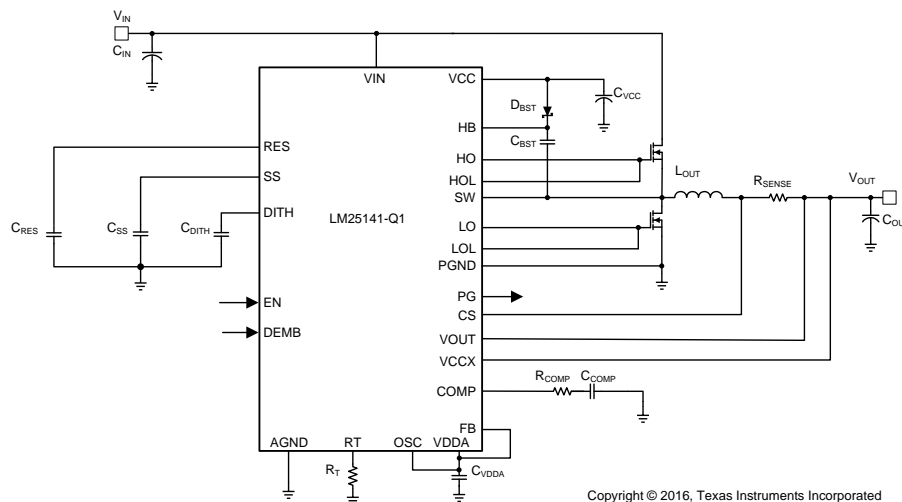 VIN
CIN
VIN
VCC
DBST
CVCC
HB
CBST
RES
HO
HOL
LOUT
SS
SW
RSENSE
VOUT
DITH
LM25141-Q1
CRES
CSS
CDITH
LO
COU
LOL
PGND
PG
EN
CS
DEMB
VOUT
VCCX
COMP
RCOMP
CCOMP
FB
AGND
RT
OSC
VDDA
RT
CVDDA
Copyright © 2016, Texas Instruments Incorporated